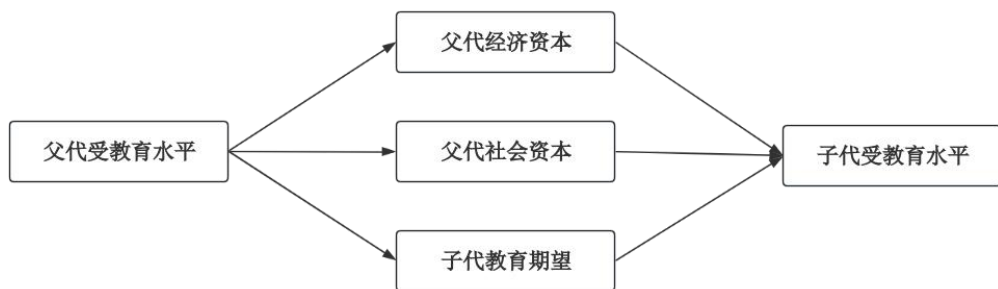 父代经济资本
父代受教育水平
父代社会资本
子代受教育水平
子代教育期望